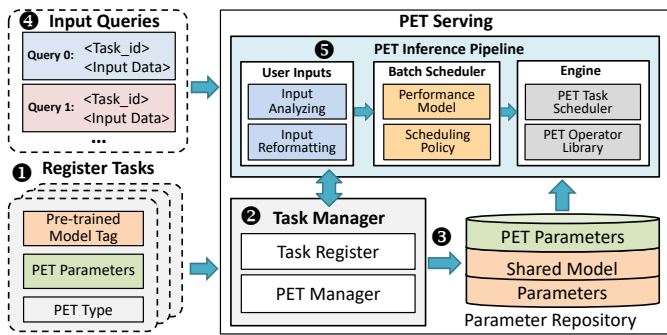 ❹ Input Queries
Query 0: <Task_id>
<Input Data>
Query 1: <Task_id>
<Input Data>
...
❶ Register Tasks
Pre-trained
Model Tag
PET Parameters
PET Type
PET Serving
❺ PET Inference Pipeline
User Inputs
Input
Analyzing
Input
Reformatting
Batch Scheduler
Performance
Model
Scheduling
Policy
Engine
PET Task
Scheduler
PET Operator
Library
❷ Task Manager
Task Register
PET Manager
❸
PET Parameters
Shared Model
Parameters
Parameter Repository